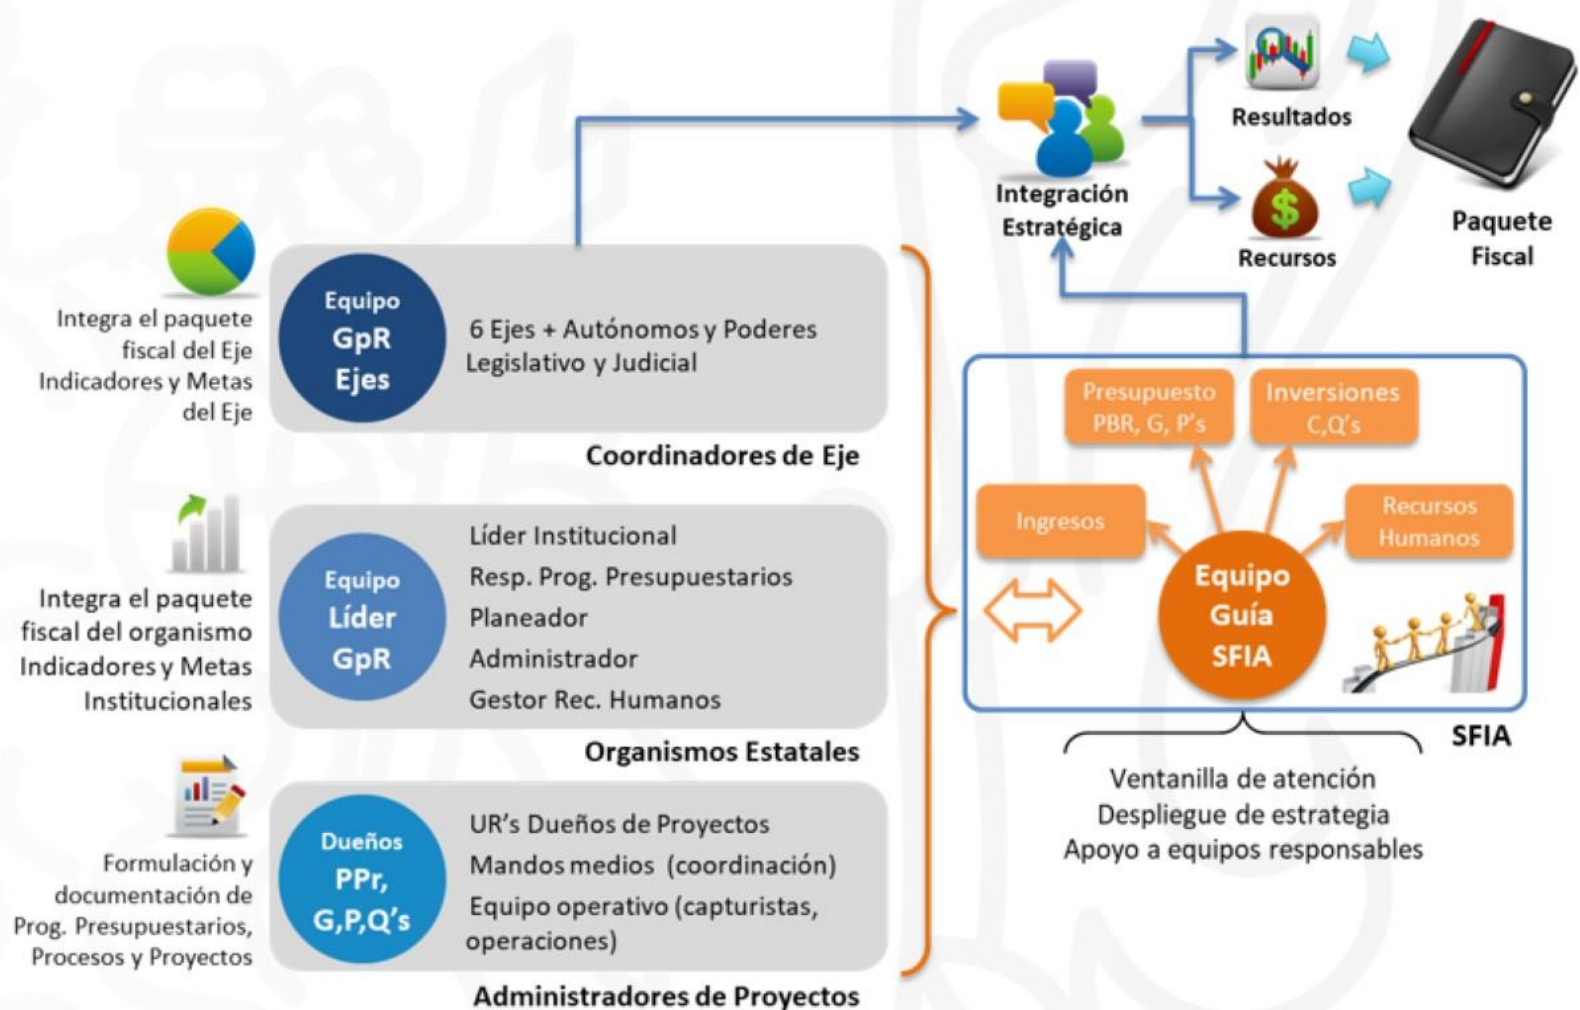 Resultados
Recursos
Paquete
Fiscal
Integración
Estratégica
Integra el paquete
fiscal del Eje
Indicadores y Metas
del Eje
Equipo
GpR
Ejes
6 Ejes + Autónomos y Poderes
Legislativo y Judicial
Coordinadores de Eje
Integra el paquete
fiscal del organismo
Indicadores y Metas
Institucionales
Equipo
Líder
GpR
Líder Institucional
Resp. Prog. Presupuestarios
Planeador
Administrador
Gestor Rec. Humanos
Organismos Estatales
Formulación y
documentación de
Prog. Presupuestarios,
Procesos y Proyectos
Dueños
PPr,
G,P,Q's
UR's Dueños de Proyectos
Mandos medios (coordinación)
Equipo operativo (capturistas,
operaciones)
Administradores de Proyectos
Presupuesto
PBR, G, P's
Inversiones
C,Q's
Ingresos
Recursos
Humanos
Equipo
Guía
SFIA
SFIA
Ventanilla de atención
Despliegue de estrategia
Apoyo a equipos responsables